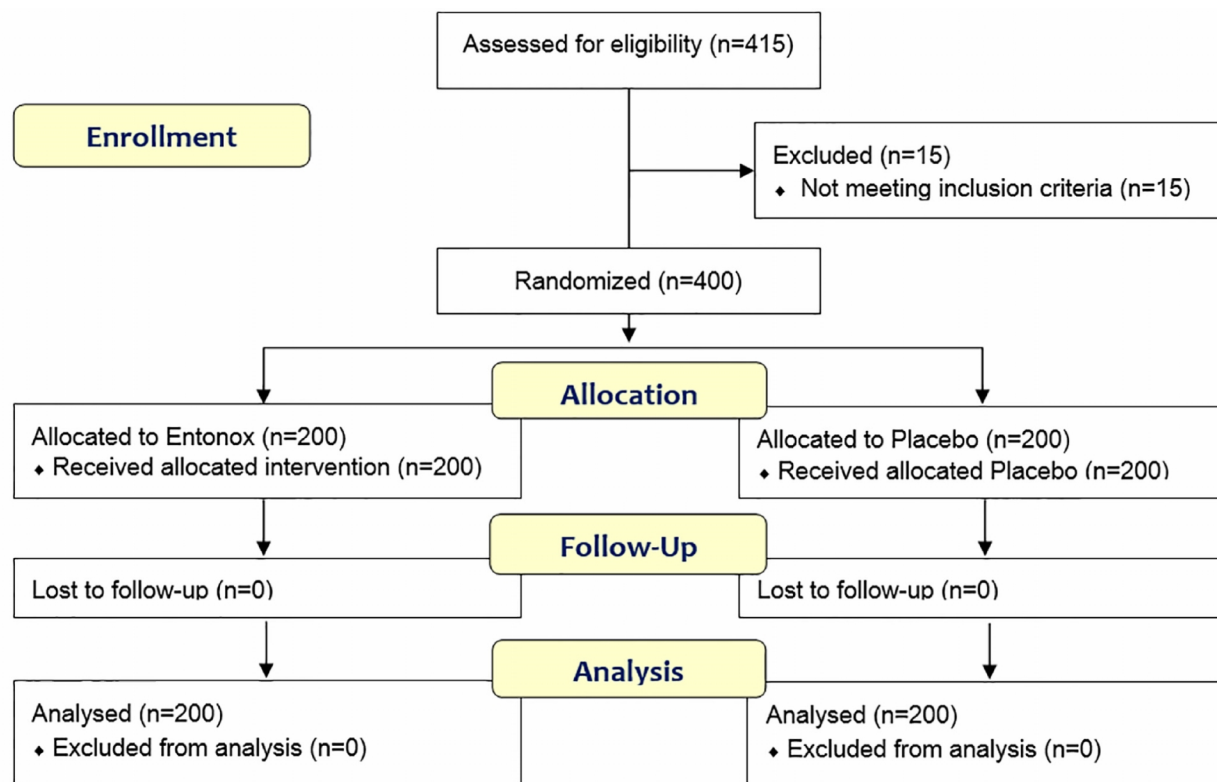 Assessed for eligibility (n=415)
Enrollment
Excluded (n=15)
⬥ Not meeting inclusion criteria (n=15)
Randomized (n=400)
Allocation
Allocated to Entonox (n=200)
⬥ Received allocated intervention (n=200)
Allocated to Placebo (n=200)
⬥ Received allocated Placebo (n=200)
Follow-Up
Lost to follow-up (n=0)
Lost to follow-up (n=0)
Analysis
Analysed (n=200)
⬥ Excluded from analysis (n=0)
Analysed (n=200)
⬥ Excluded from analysis (n=0)